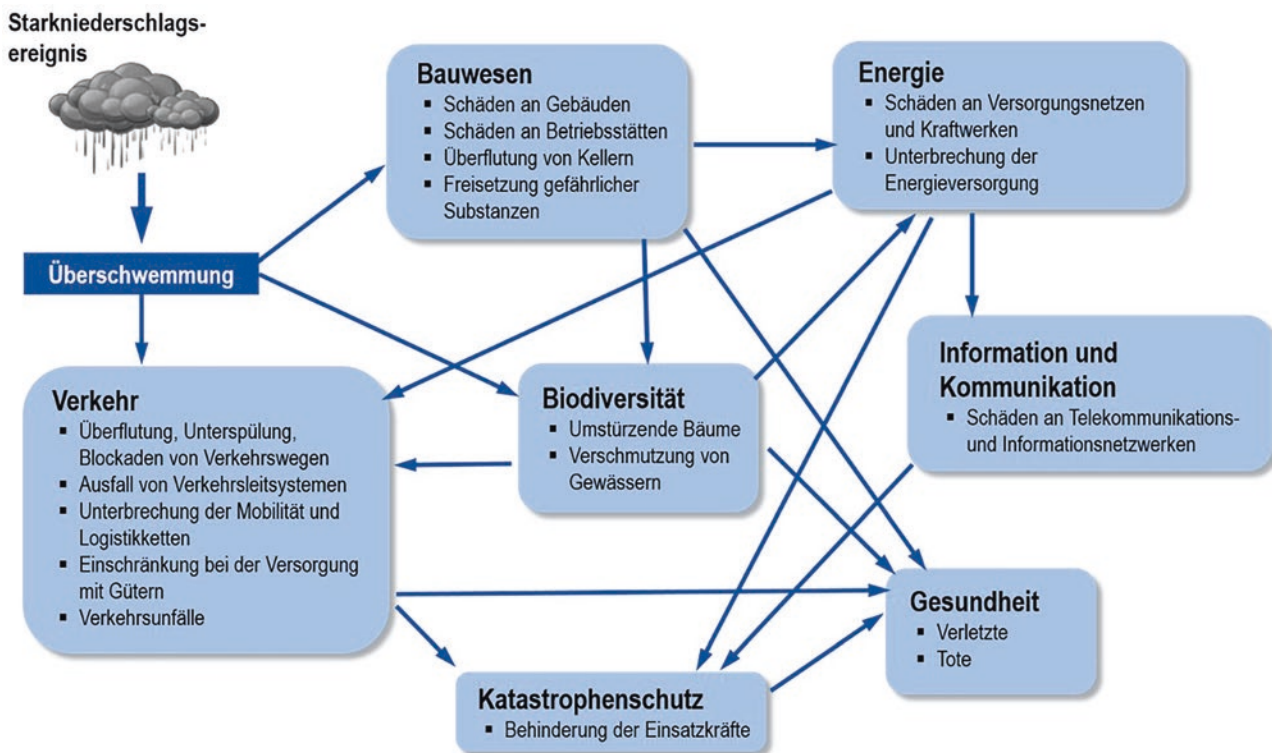 Starkniederschlags-
ereignis
Bauwesen
▪ Schäden an Gebäuden
▪ Schäden an Betriebsstätten
▪ Überflutung von Kellern
▪ Freisetzung gefährlicher
Substanzen
Energie
▪ Schäden an Versorgungsnetzen
und Kraftwerken
▪ Unterbrechung der
Energieversorgung
Überschwemmung
Verkehr
▪ Überflutung, Unterspülung,
Blockaden von Verkehrswegen
▪ Ausfall von Verkehrsleitsystemen
▪ Unterbrechung der Mobilität und
Logistikketten
▪ Einschränkung bei der Versorgung
mit Gütern
▪ Verkehrsunfälle
Biodiversität
▪ Umstürzende Bäume
▪ Verschmutzung von
Gewässern
Information und
Kommunikation
▪ Schäden an Telekommunikations-
und Informationsnetzwerken
Gesundheit
▪ Verletzte
▪ Tote
Katastrophenschutz
▪ Behinderung der Einsatzkräfte